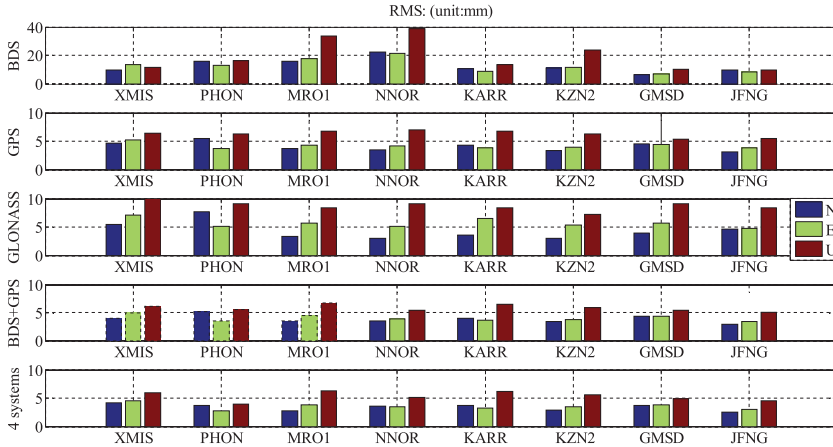 RMS: (unit:mm)
BDS
40
20
0
XMIS PHON MRO1 NNOR KARR KZN2 GMSD JFNG
GPS
10
5
0
XMIS PHON MRO1 NNOR KARR KZN2 GMSD JFNG
GLONASS
10
5
0
XMIS PHON MRO1 NNOR KARR KZN2 GMSD JFNG
N
E
U
BDS+GPS
10
5
0
XMIS PHON MRO1 NNOR KARR KZN2 GMSD JFNG
4 systems
10
5
0
XMIS PHON MRO1 NNOR KARR KZN2 GMSD JFNG